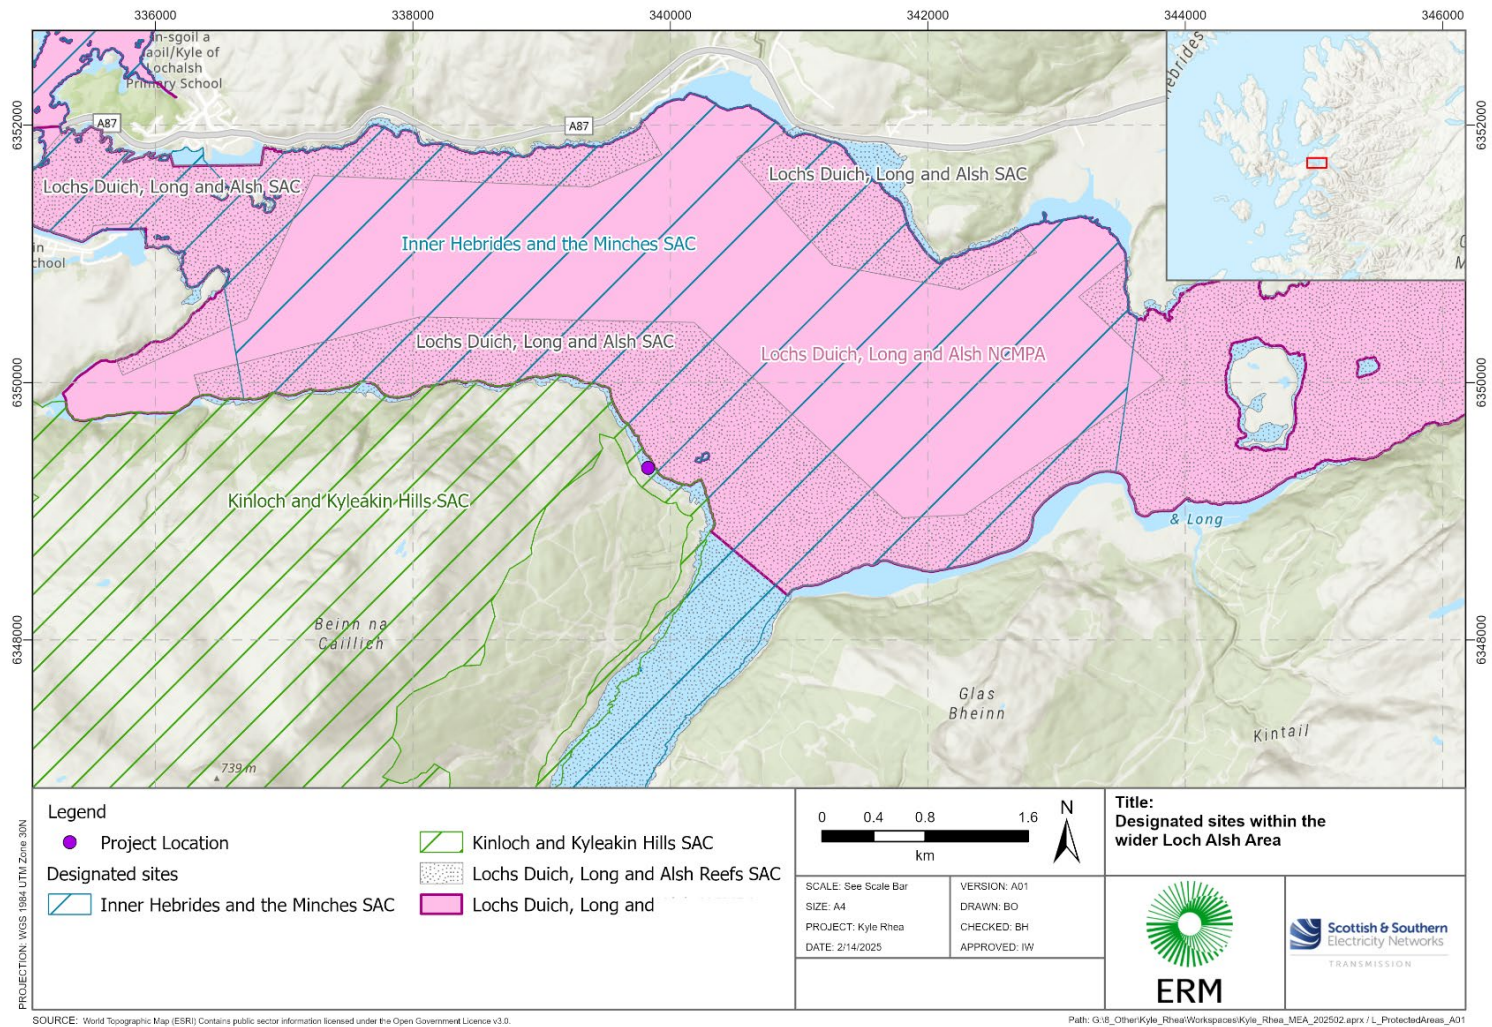 336000
338000
340000
342000
344000
346000
n-sgoil a
aoil/Kyle of
Lochalsh
Primary School
Hebrides
A87
A87
6352000
6352000
Lochs Duich, Long and Alsh SAC
Lochs Duich, Long and Alsh SAC
Inner Hebrides and the Minches SAC
in
chool
Lochs Duich, Long and Alsh SAC
Lochs Duich, Long and Alsh NCMPA
6350000
6350000
Kinloch and Kyleakin Hills SAC
& Long
Beinn na
Caillich
6348000
6348000
Glas
Bheinn
Kintail
739 m
Legend
Project Location
Designated sites
Inner Hebrides and the Minches SAC
Kinloch and Kyleakin Hills SAC
Lochs Duich, Long and Alsh Reefs SAC
Lochs Duich, Long and
0 0.4 0.8 1.6
km
N
SCALE: See Scale Bar
SIZE: A4
PROJECT: Kyle Rhea
DATE: 2/14/2025
VERSION: A01
DRAWN: BO
CHECKED: BH
APPROVED: IW
Title:
Designated sites within the
wider Loch Alsh Area
ERM
Scottish & Southern
Electricity Networks
TRANSMISSION
PROJECTION: WGS 1984 UTM Zone 30N
SOURCE: World Topographic Map (ESRI) Contains public sector information licensed under the Open Government Licence v3.0.
Path: G:\8_Other\Kyle_Rhea\Workspaces\Kyle_Rhea_MEA_202502.aprx / L_ProtectedAreas_A01